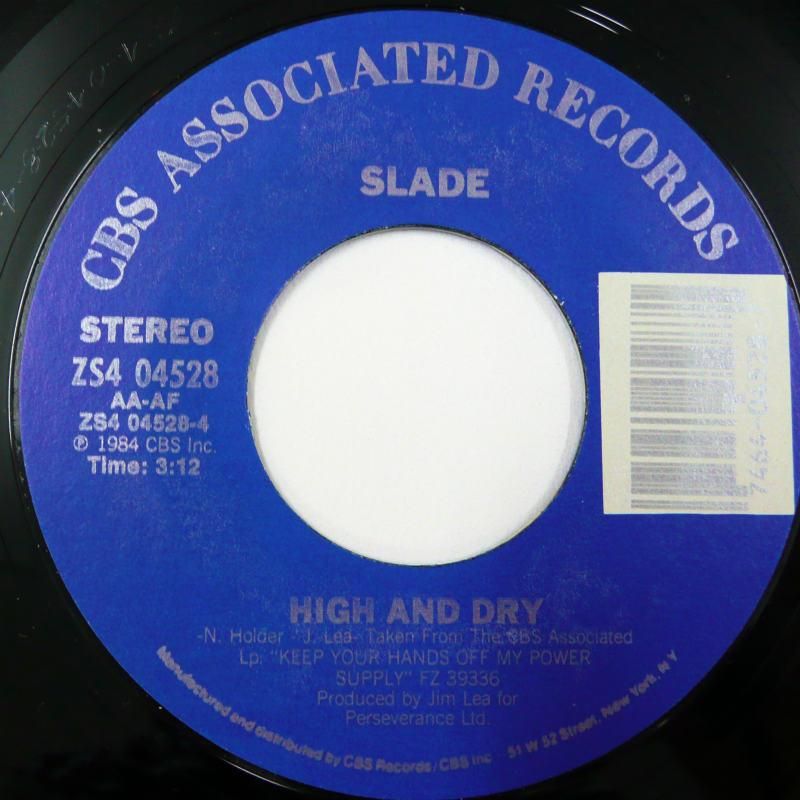 CBS ASSOCIATED RECORDS
SLADE
STEREO
ZS4 04528
AA-AF
ZS4 04528-4
℗ 1984 CBS Inc.
Time: 3:12
HIGH AND DRY
-N. Holder - J. Lea- Taken From The CBS Associated
Lp: "KEEP YOUR HANDS OFF MY POWER
SUPPLY" FZ 39336
Produced by Jim Lea for
Perseverance Ltd.
Manufactured and distributed by CBS Records/CBS Inc · 51 W 52 Street, New York, N Y